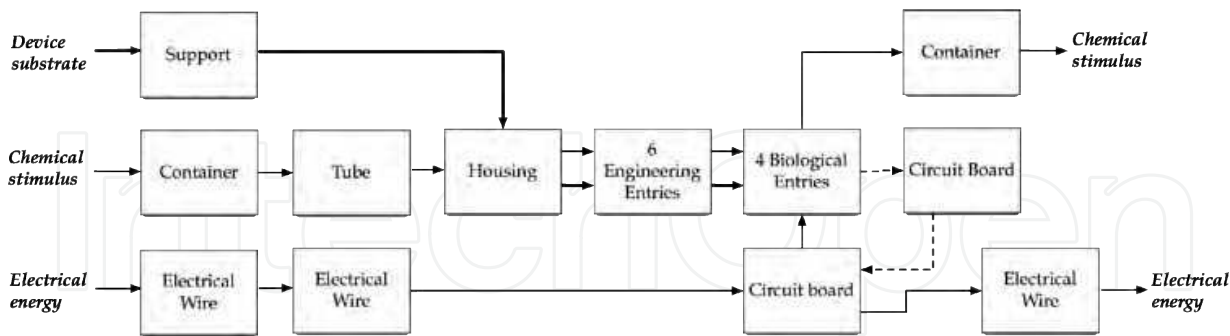 Device
substrate
Support
Container
Chemical
stimulus
Chemical
stimulus
Container
Tube
Housing
6
Engineering
Entries
4 Biological
Entries
Circuit Board
Electrical
energy
Electrical
Wire
Electrical
Wire
Circuit board
Electrical
Wire
Electrical
energy
IntechOpen